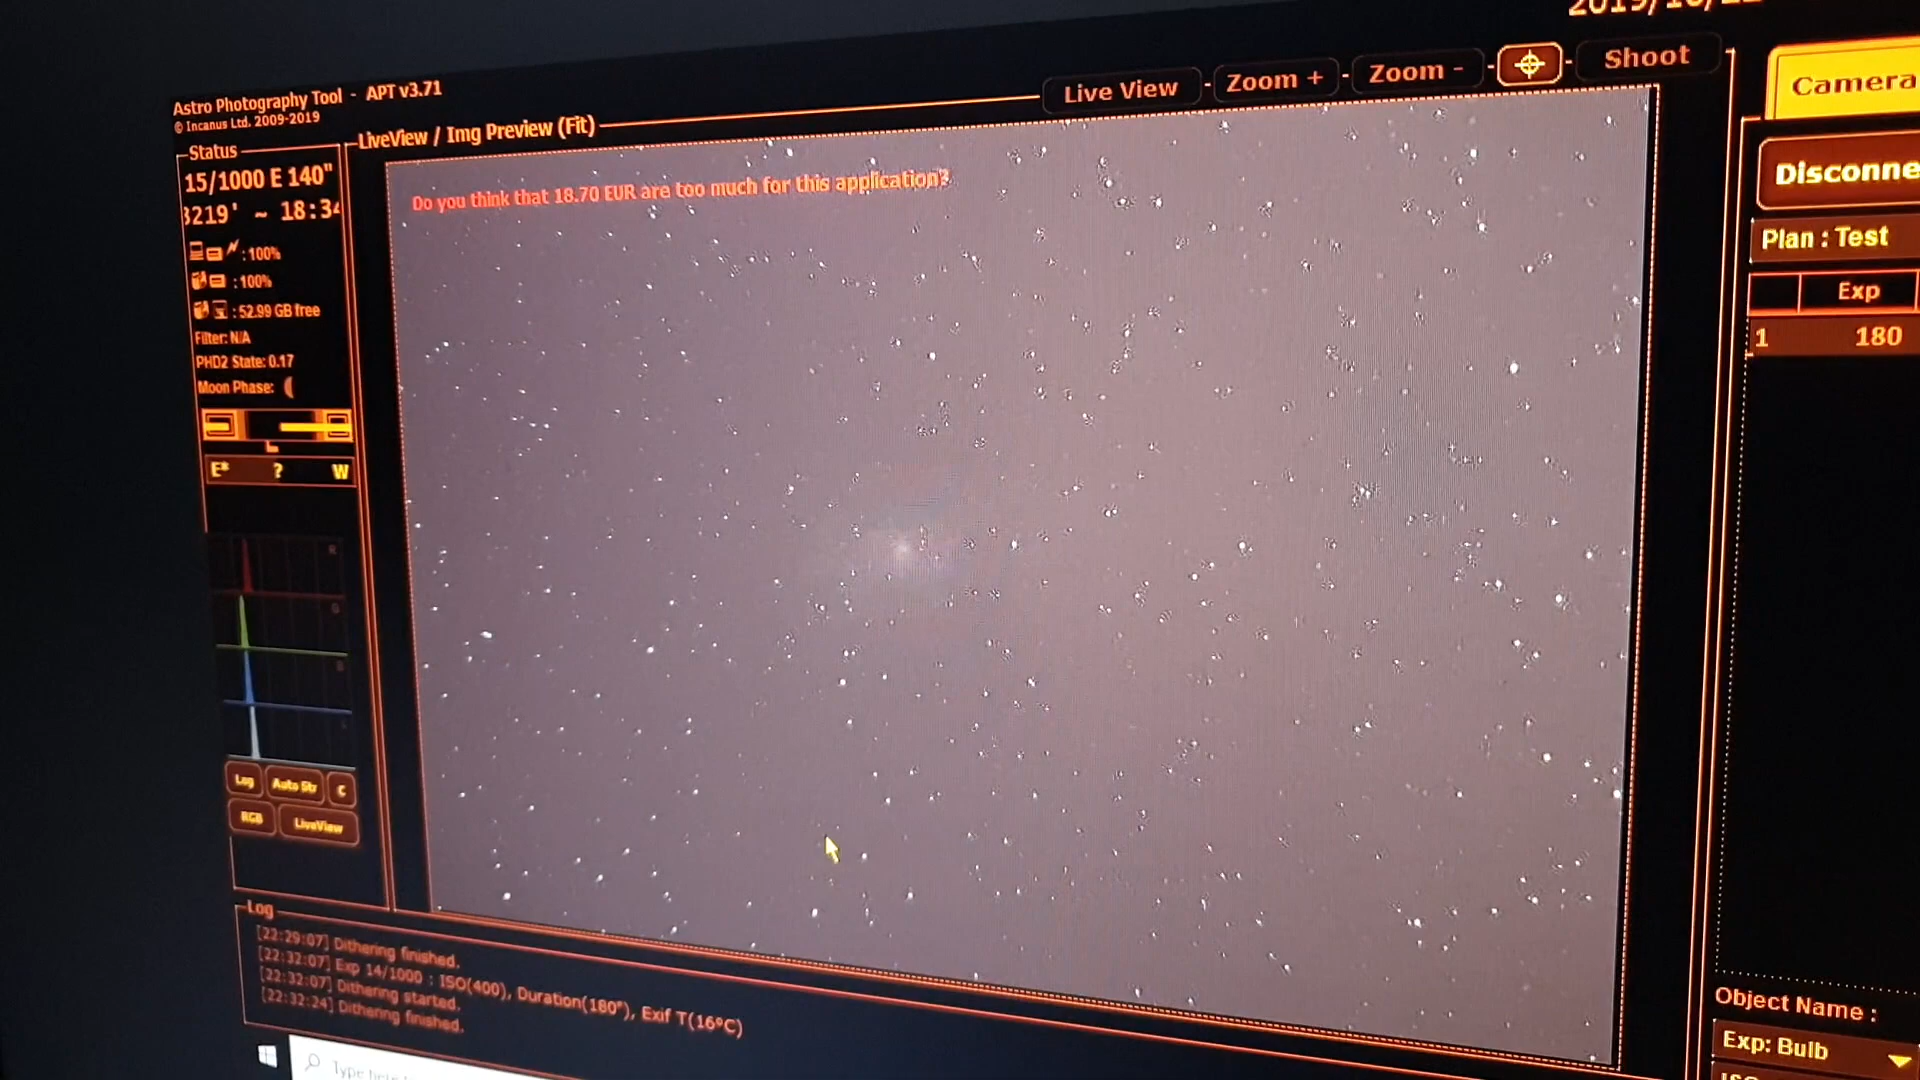 Astro Photography Tool - APT v3.71
© Incanus Ltd. 2009-2019
Live View - Zoom + - Zoom - - - Shoot
Camera
LiveView / Img Preview (Fit)
Status
15/1000 E 140"
3219' ~ 18:34
: 100%
: 100%
: 52.99 GB free
Filter: N/A
PHD2 State: 0.17
Moon Phase:
E* ? W
Do you think that 18.70 EUR are too much for this application?
Disconne
Plan : Test
Exp
1 180
R
G
B
L
Log Auto Str C
RGB LiveView
Log
[22:29:07] Dithering finished.
[22:32:07] Exp 14/1000 : ISO(400), Duration(180"), Exif T(16°C)
[22:32:07] Dithering started.
[22:32:24] Dithering finished.
Object Name :
Exp: Bulb
Type here